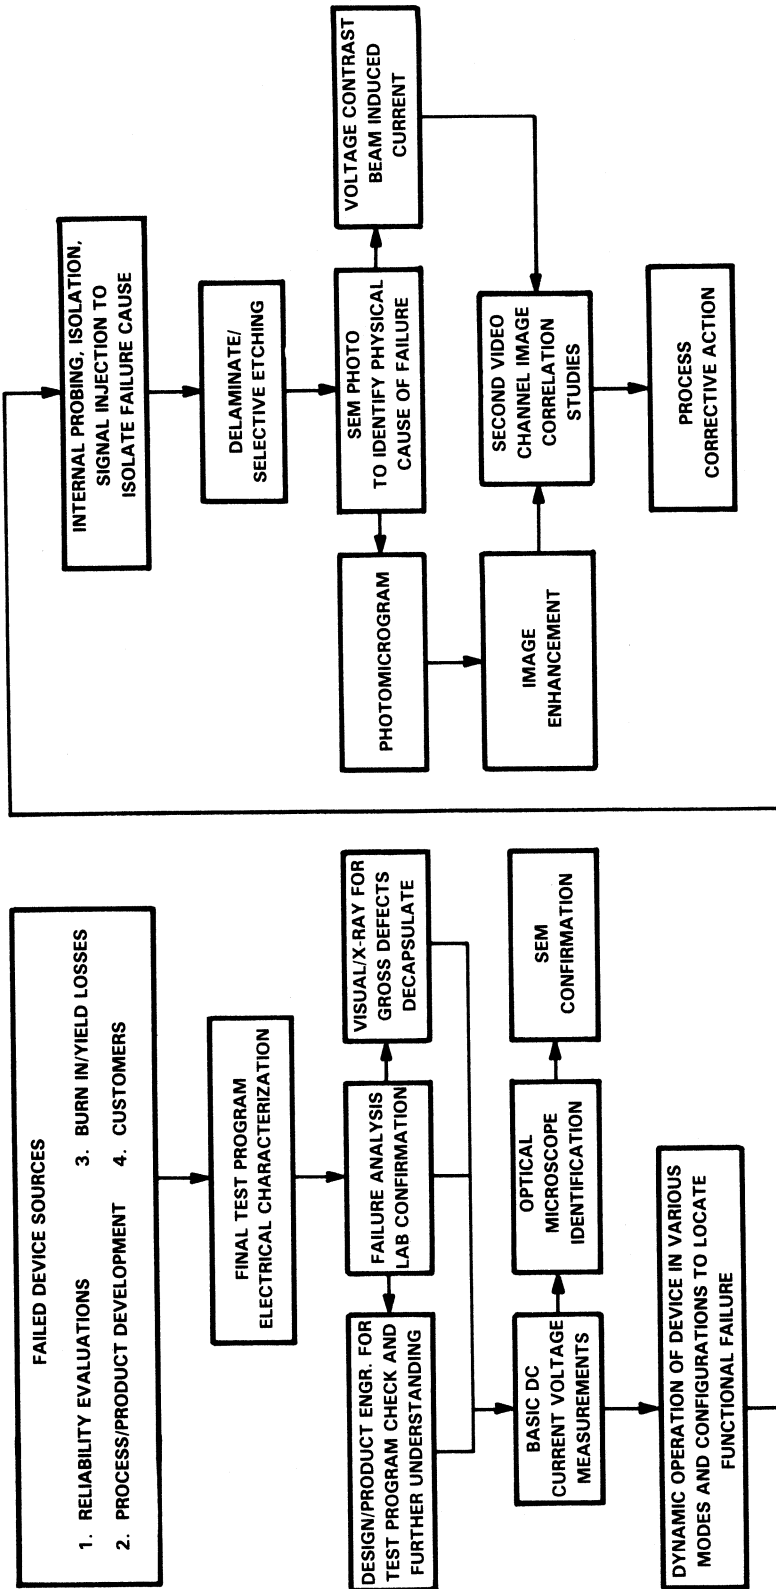 FAILED DEVICE SOURCES
1. RELIABILITY EVALUATIONS
3. BURN IN/YIELD LOSSES
2. PROCESS/PRODUCT DEVELOPMENT
4. CUSTOMERS
FINAL TEST PROGRAM
ELECTRICAL CHARACTERIZATION
DESIGN/PRODUCT ENGR. FOR
TEST PROGRAM CHECK AND
FURTHER UNDERSTANDING
FAILURE ANALYSIS
LAB CONFIRMATION
VISUAL/X-RAY FOR
GROSS DEFECTS
DECAPSULATE
BASIC DC
CURRENT VOLTAGE
MEASUREMENTS
OPTICAL
MICROSCOPE
IDENTIFICATION
SEM
CONFIRMATION
DYNAMIC OPERATION OF DEVICE IN VARIOUS
MODES AND CONFIGURATIONS TO LOCATE
FUNCTIONAL FAILURE
INTERNAL PROBING, ISOLATION,
SIGNAL INJECTION TO
ISOLATE FAILURE CAUSE
DELAMINATE/
SELECTIVE ETCHING
PHOTOMICROGRAM
SEM PHOTO
TO IDENTIFY PHYSICAL
CAUSE OF FAILURE
VOLTAGE CONTRAST
BEAM INDUCED
CURRENT
IMAGE
ENHANCEMENT
SECOND VIDEO
CHANNEL IMAGE
CORRELATION
STUDIES
PROCESS
CORRECTIVE ACTION